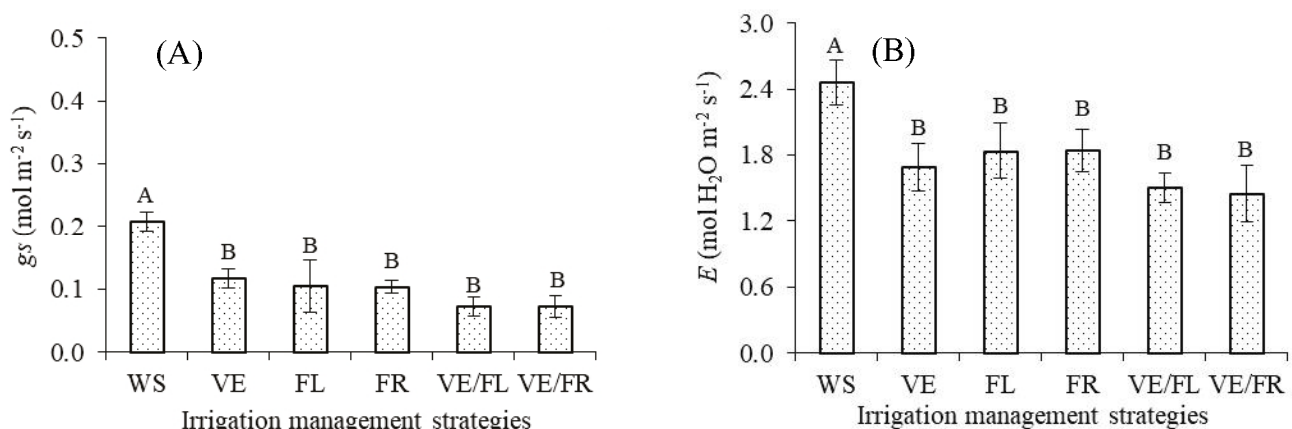 (A)
gs (mol m-2 s-1)
0.5
0.4
0.3
0.2
0.1
0.0
A
B
B
B
B
B
WS VE FL FR VE/FL VE/FR
Irrigation management strategies
(B)
E (mol H2O m-2 s-1)
3.0
2.4
1.8
1.2
0.6
0.0
A
B
B
B
B
B
WS VE FL FR VE/FL VE/FR
Irrigation management strategies